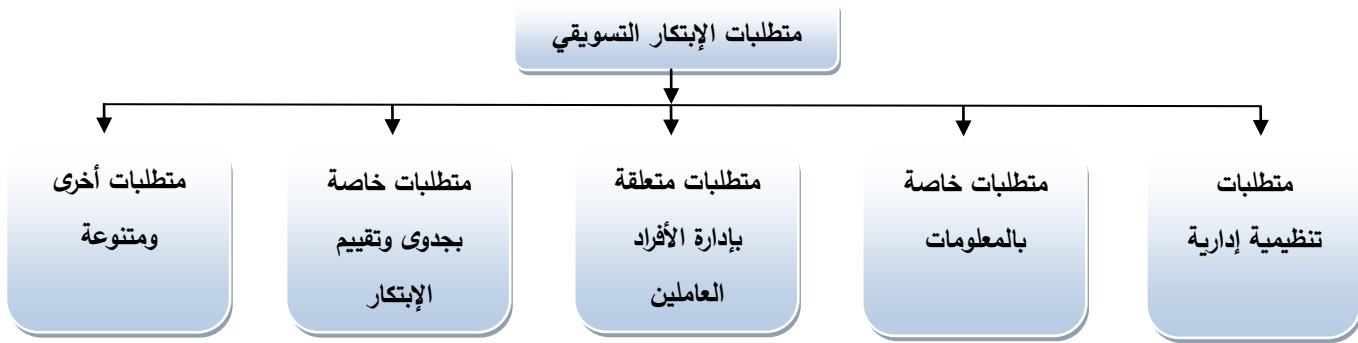 متطلبات الإبتكار التسويقي
متطلبات
تنظيمية إدارية
متطلبات خاصة
بالمعلومات
متطلبات متعلقة
بإدارة الأفراد
العاملين
متطلبات خاصة
بجدوى وتقييم
الإبتكار
متطلبات أخرى
ومتنوعة